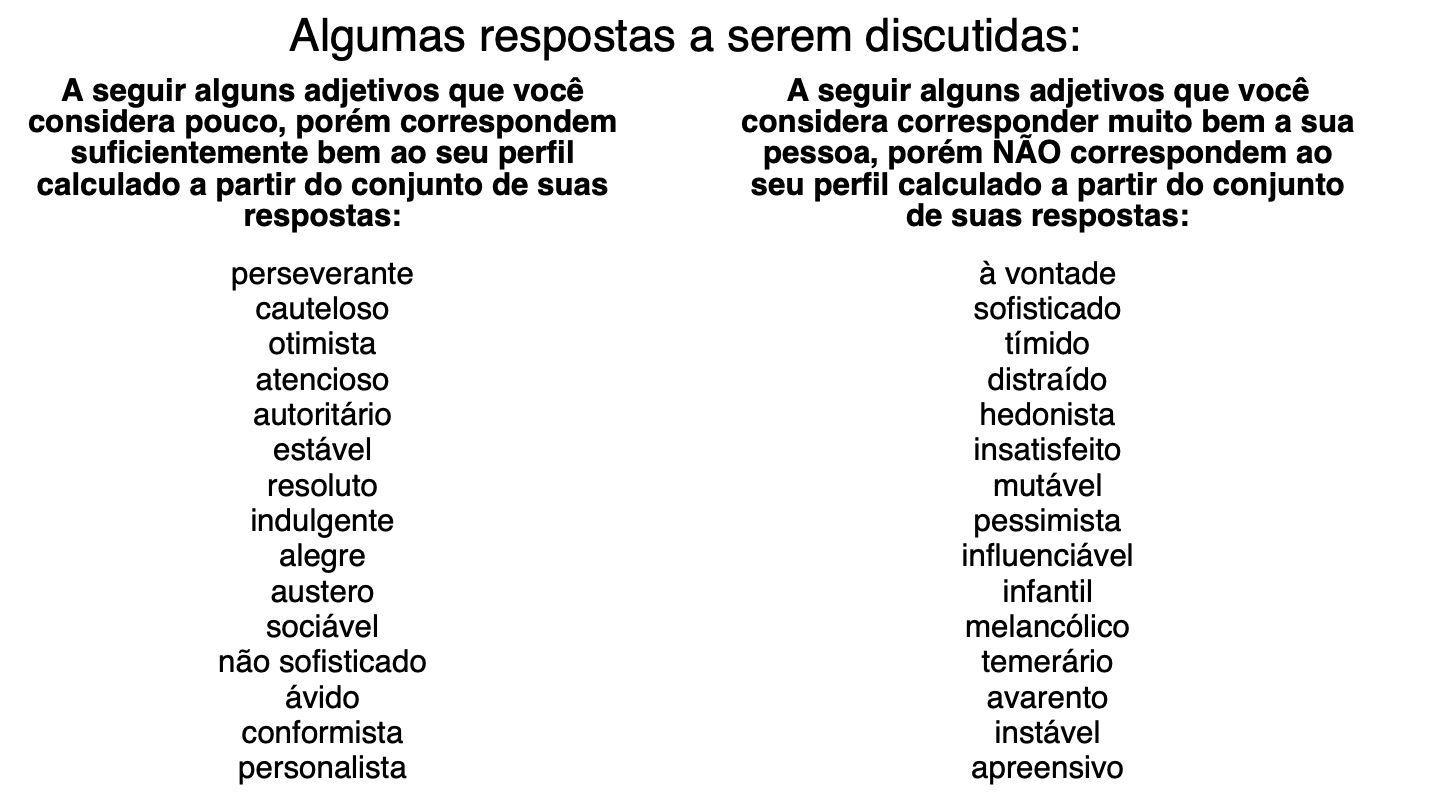 Algumas respostas a serem discutidas:
A seguir alguns adjetivos que você
considera pouco, porém correspondem
suficientemente bem ao seu perfil
calculado a partir do conjunto de suas
respostas:
perseverante
cauteloso
otimista
atencioso
autoritário
estável
resoluto
indulgente
alegre
austero
sociável
não sofisticado
ávido
conformista
personalista
A seguir alguns adjetivos que você
considera corresponder muito bem a sua
pessoa, porém NÃO correspondem ao
seu perfil calculado a partir do conjunto
de suas respostas:
à vontade
sofisticado
tímido
distraído
hedonista
insatisfeito
mutável
pessimista
influenciável
infantil
melancólico
temerário
avarento
instável
apreensivo